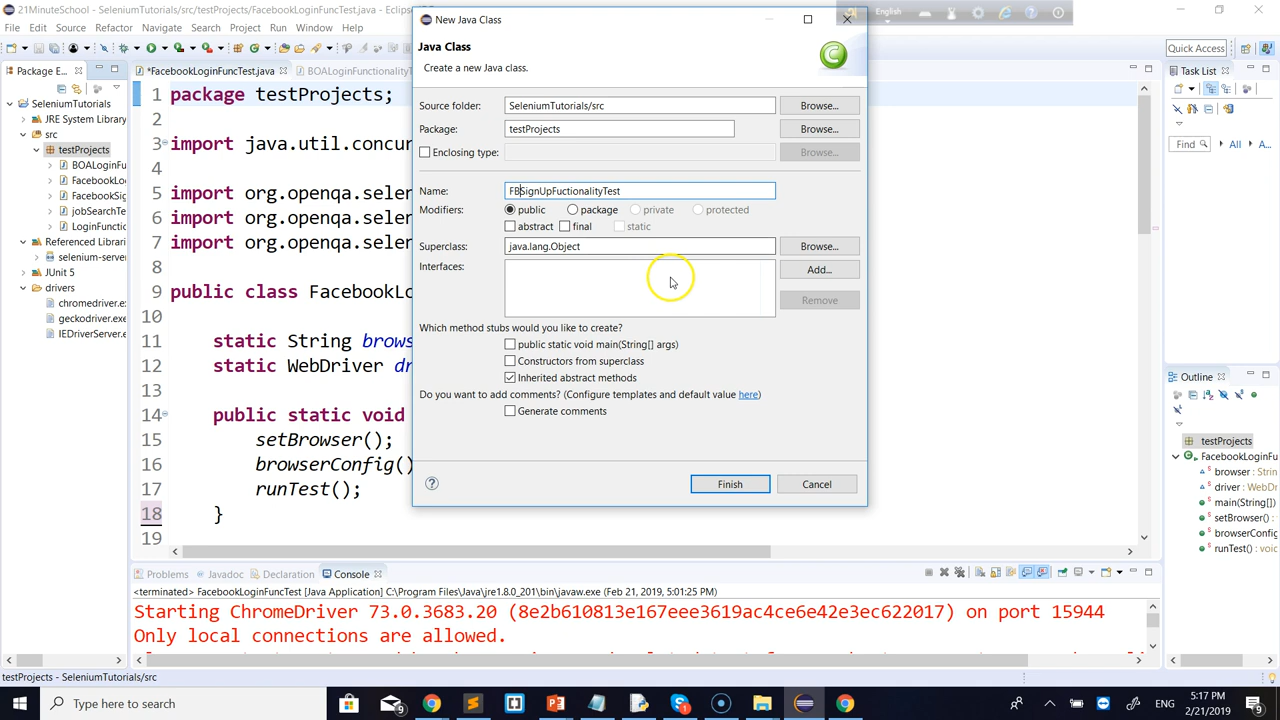 21MinuteSchool - SeleniumTutorials/src/testProjects/FacebookLoginFuncTest.java - Eclipse
File Edit Source Refactor Navigate Search Project Run Window Help
Quick Access
Package E...
SeleniumTutorials
JRE System Library
src
testProjects
BOALoginFu
FacebookLo
FacebookSig
jobSearchTe
LoginFunctio
Referenced Librari
selenium-serve
JUnit 5
drivers
chromedriver.e
geckodriver.ex
IEDriverServer.e
*FacebookLoginFuncTest.java
BOALoginFunctionalityT
1 package testProjects;
2
3 import java.util.concu
5 import org.openqa.sele
6 import org.openqa.sele
7 import org.openqa.sele
8
9 public class FacebookLo
10
11 static String brows
12 static WebDriver dr
13
14 public static void
15 setBrowser();
16 browserConfig()
17 runTest();
18 }
19
New Java Class
Java Class
Create a new Java class.
Source folder: SeleniumTutorials/src Browse...
Package: testProjects Browse...
Enclosing type: Browse...
Name: FBSignUpFuctionalityTest
Modifiers: public package private protected
abstract final static
Superclass: java.lang.Object Browse...
Interfaces: Add...
Remove
Which method stubs would you like to create?
public static void main(String[] args)
Constructors from superclass
Inherited abstract methods
Do you want to add comments? (Configure templates and default value here)
Generate comments
Finish Cancel
English
Task List
Find All A...
Outline
testProjects
FacebookLoginFu
browser : String
driver : WebD
main(String[])
setBrowser() :
browserConfig
runTest() : voic
Problems Javadoc Declaration Console
<terminated> FacebookLoginFuncTest [Java Application] C:\Program Files\Java\jre1.8.0_201\bin\javaw.exe (Feb 21, 2019, 5:01:25 PM)
Starting ChromeDriver 73.0.3683.20 (8e2b610813e167eee3619ac4ce6e42e3ec622017) on port 15944
Only local connections are allowed.
testProjects - SeleniumTutorials/src
Type here to search
ENG
5:17 PM
2/21/2019